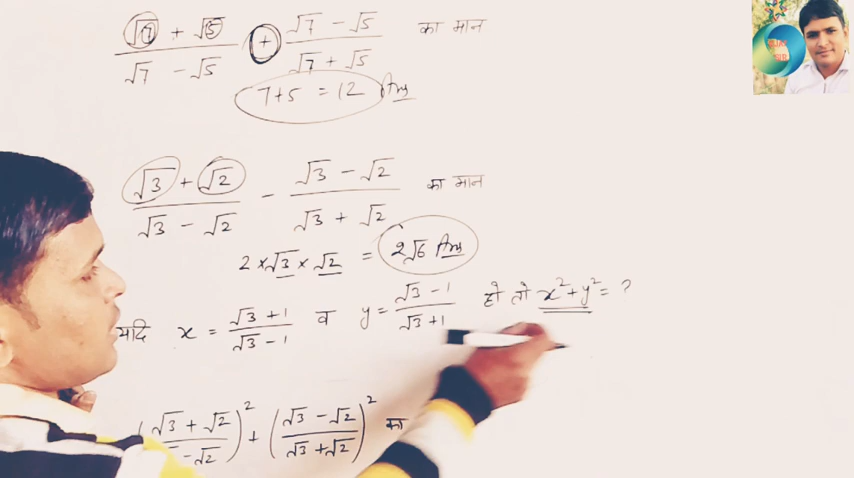 (√7 + √5)/(√7 − √5) + (√7 − √5)/(√7 + √5) का मान
7+5 = 12 Ans
(√3 + √2)/(√3 − √2) − (√3 − √2)/(√3 + √2) का मान
2×√3×√2 = 2√6 Ans
यदि x = (√3 + 1)/(√3 − 1) व y = (√3 − 1)/(√3 + 1) हो तो x²+y² = ?
(√3 + √2 / − √2)² + (√3 − √2 / √3 + √2)² का